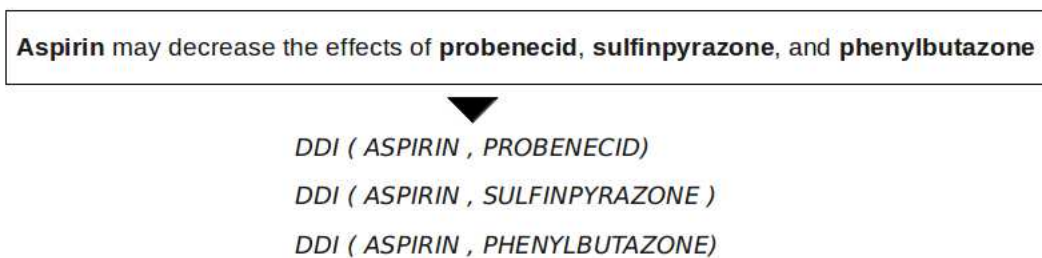 Aspirin may decrease the effects of probenecid, sulfinpyrazone, and phenylbutazone
DDI ( ASPIRIN , PROBENECID)
DDI ( ASPIRIN , SULFINPYRAZONE )
DDI ( ASPIRIN , PHENYLBUTAZONE)